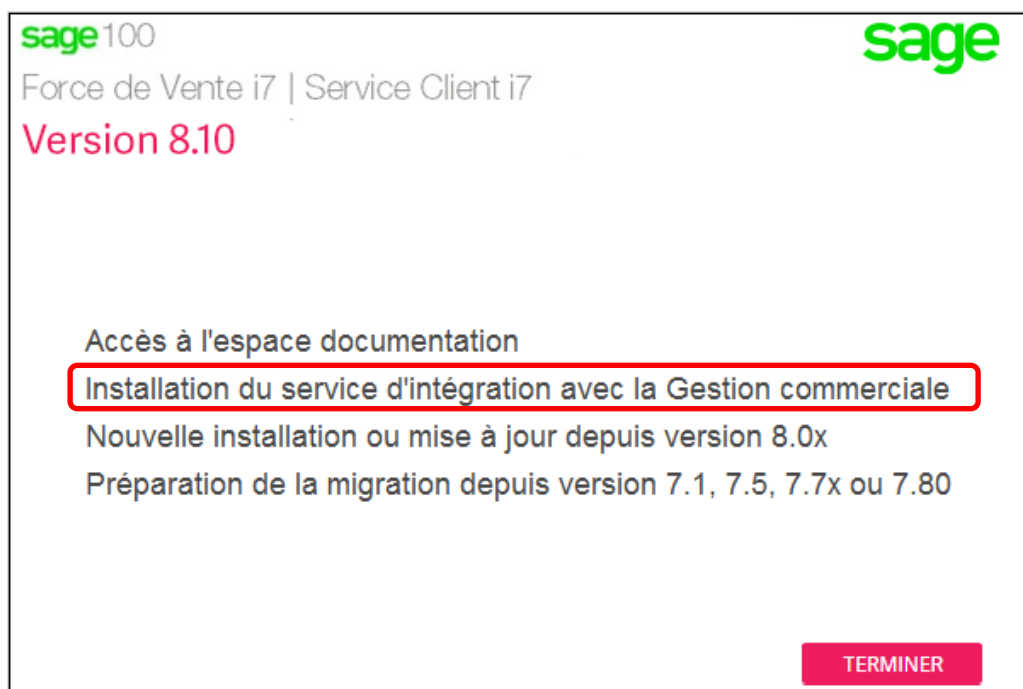 sage 100
sage
Force de Vente i7 | Service Client i7
Version 8.10
Accès à l'espace documentation
Installation du service d'intégration avec la Gestion commerciale
Nouvelle installation ou mise à jour depuis version 8.0x
Préparation de la migration depuis version 7.1, 7.5, 7.7x ou 7.80
TERMINER